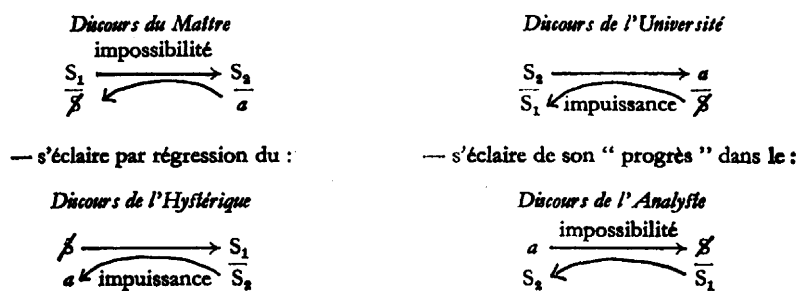 Discours du Maître Discours de l'Université
impossibilité
S₁ S₂ S₂ a
$ a S₁ impuissance $
— s'éclaire par régression du : — s'éclaire de son “ progrès ” dans le :
Discours de l'Hystérique Discours de l'Analyste
impossibilité
$ S₁ a $
a impuissance S₂ S₂ S₁